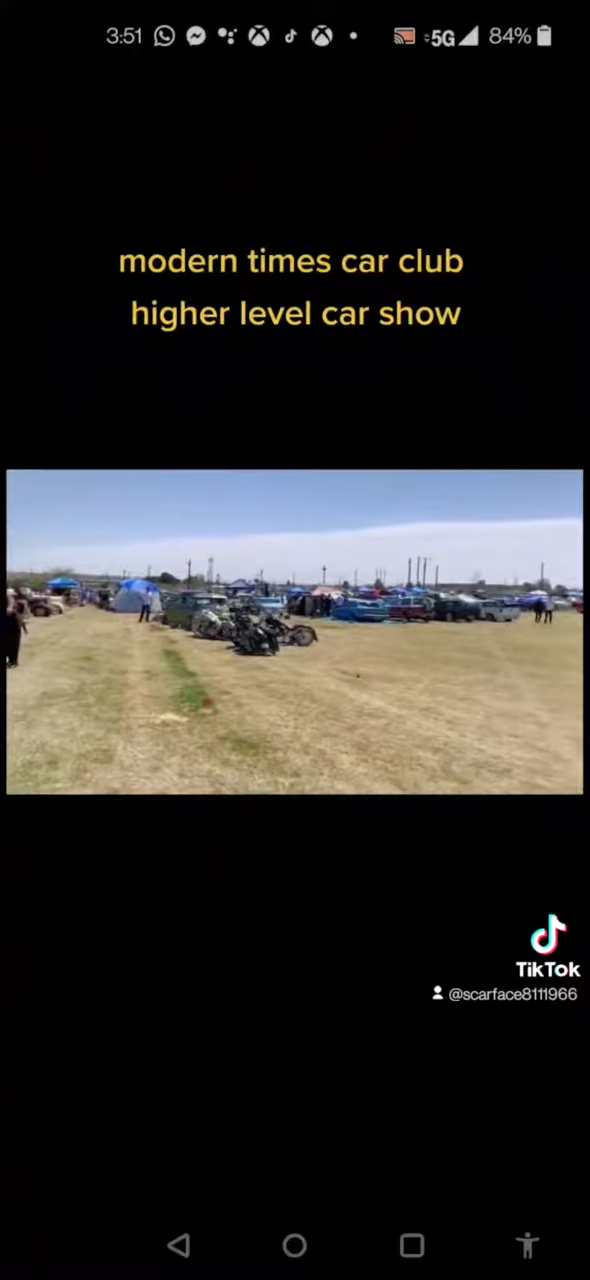 3:51 5G 84%
modern times car club
higher level car show
TikTok
@scarface8111966